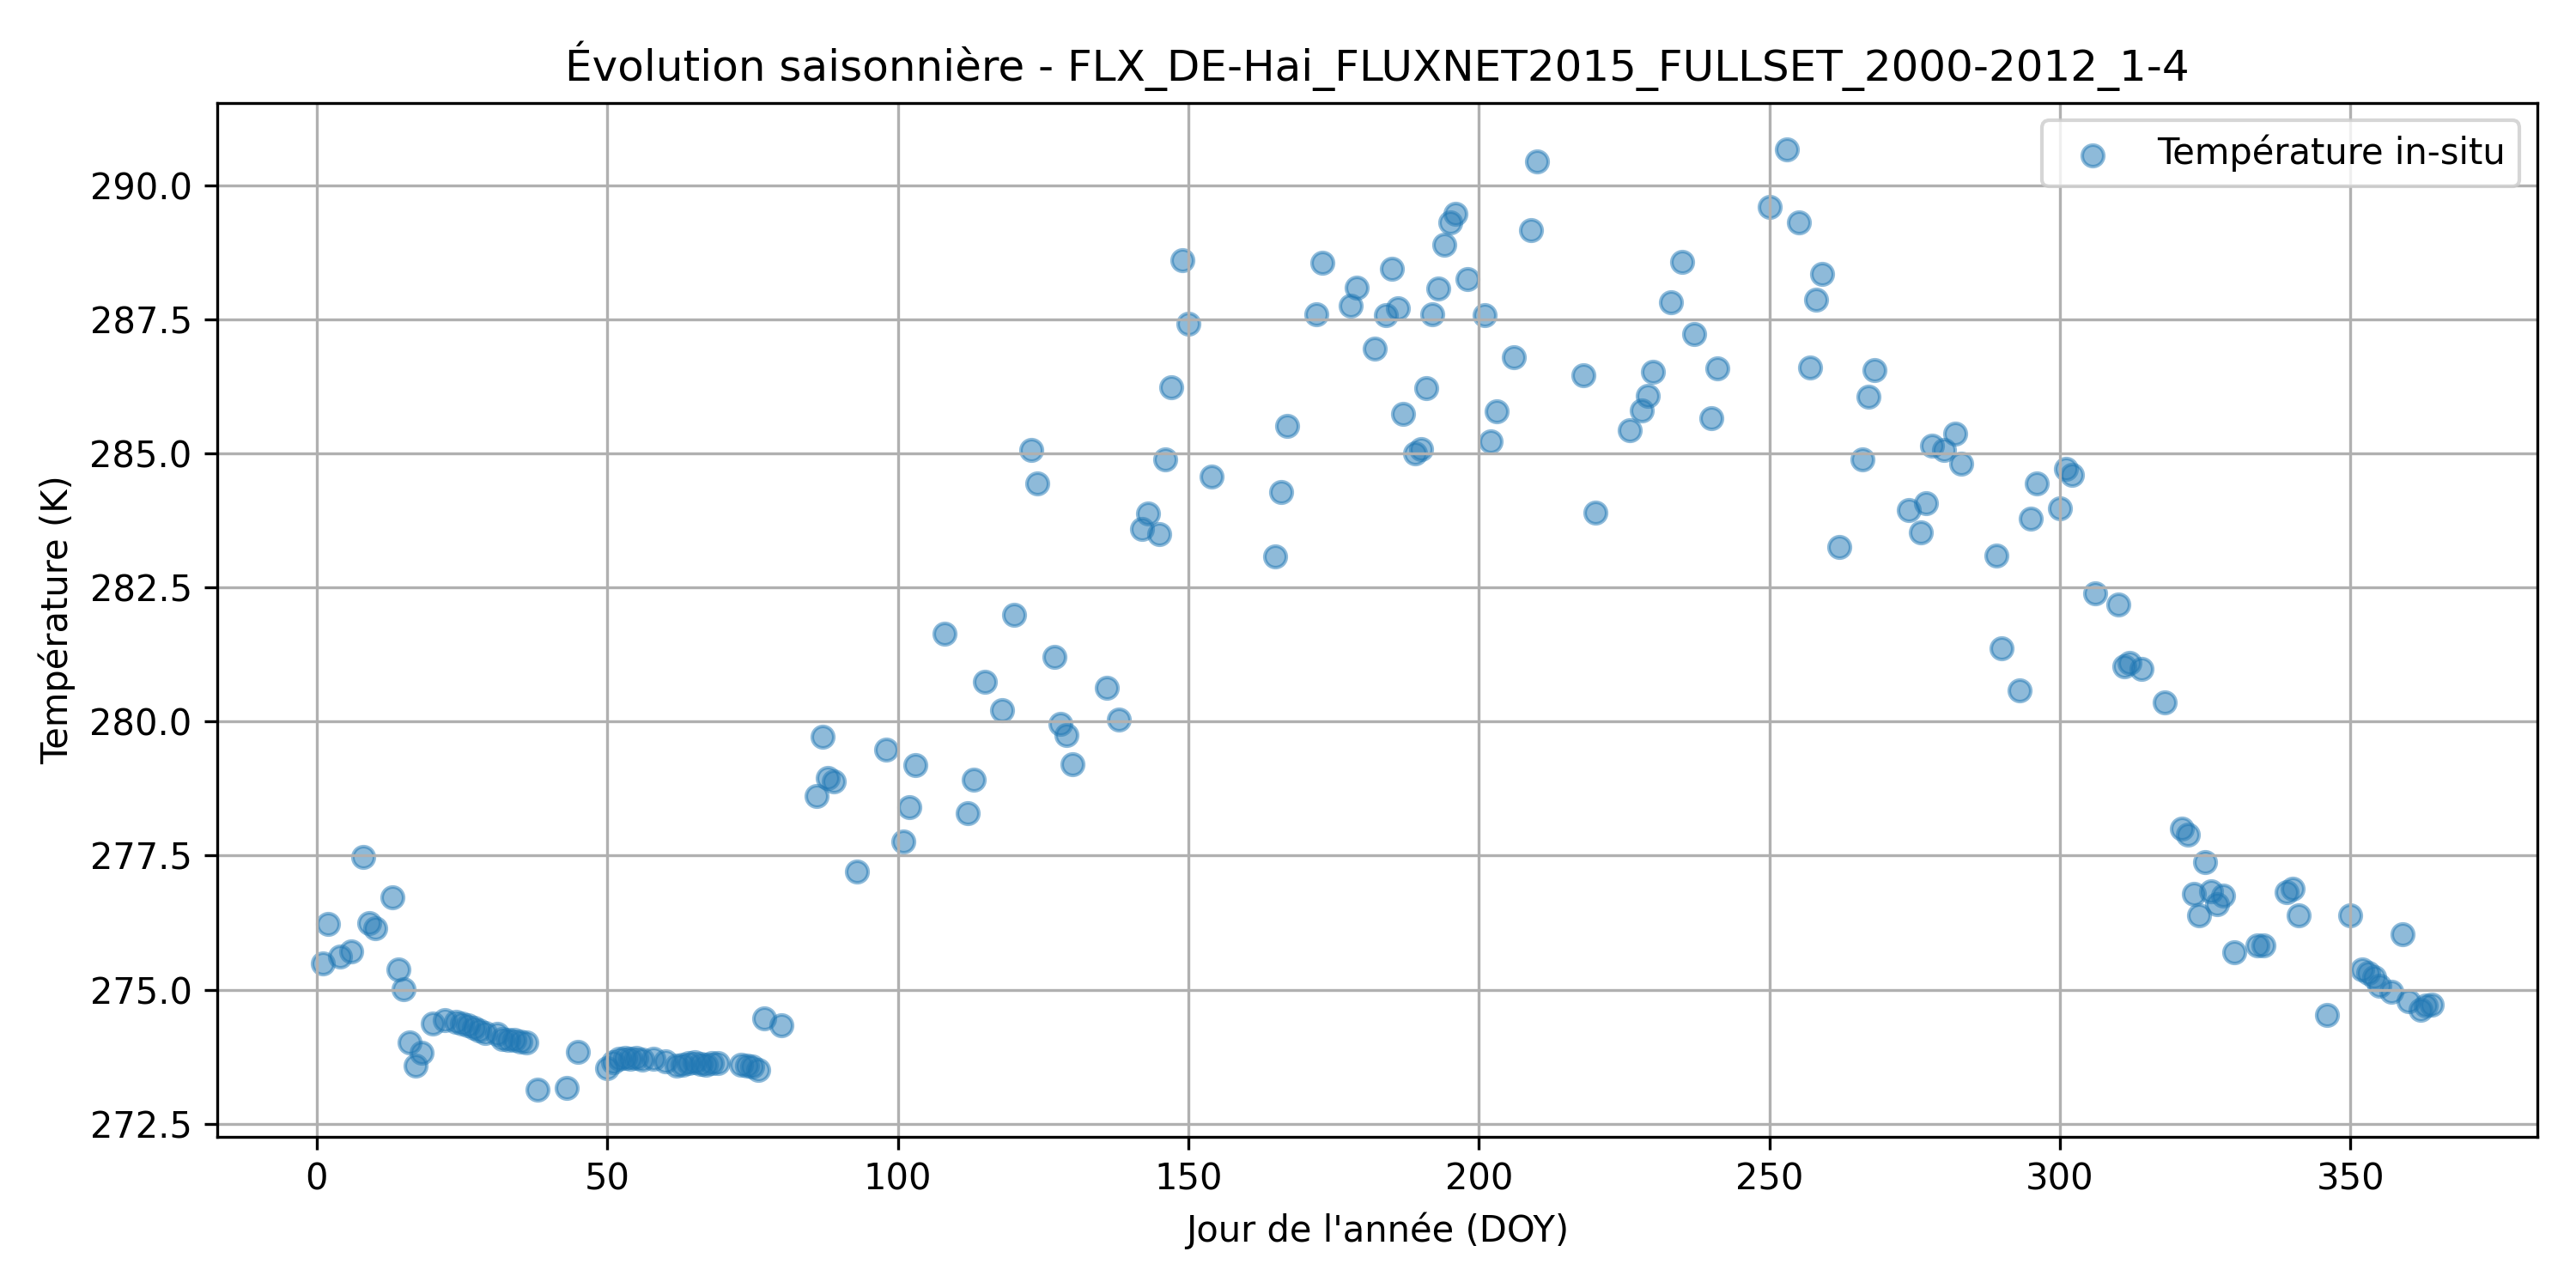 Évolution saisonnière - FLX_DE-Hai_FLUXNET2015_FULLSET_2000-2012_1-4
Température in-situ
Température (K)
290.0
287.5
285.0
282.5
280.0
277.5
275.0
272.5
0 50 100 150 200 250 300 350
Jour de l'année (DOY)